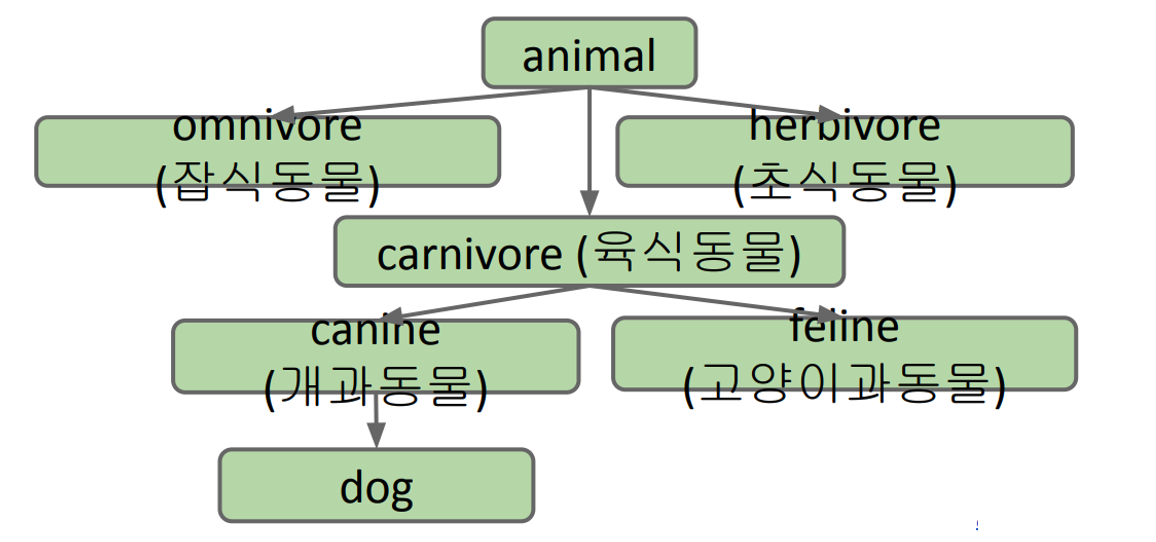 animal
omnivore
(잡식동물)
herbivore
(초식동물)
carnivore (육식동물)
canine
(개과동물)
feline
(고양이과동물)
dog